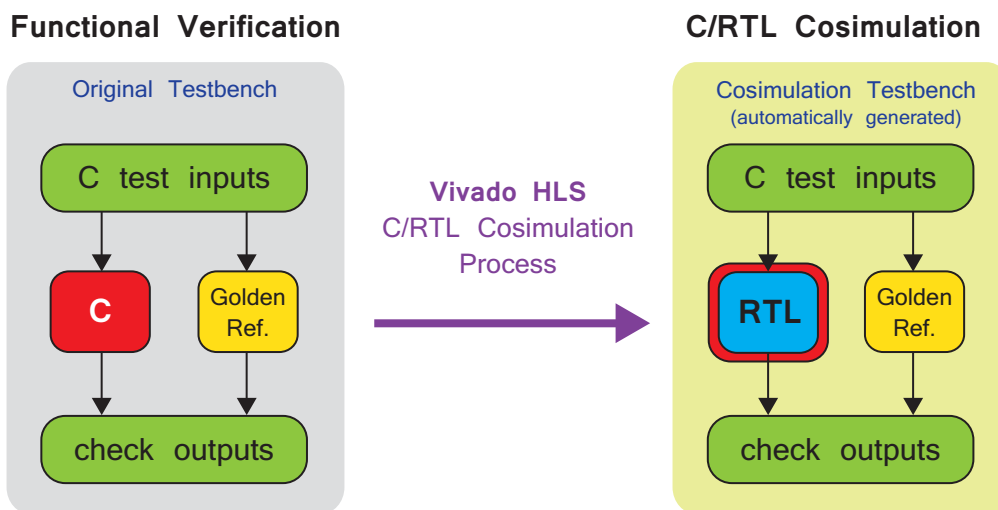 Functional Verification
Original Testbench
C test inputs
C
Golden
Ref.
check outputs
Vivado HLS
C/RTL Cosimulation
Process
C/RTL Cosimulation
Cosimulation Testbench
(automatically generated)
C test inputs
RTL
Golden
Ref.
check outputs